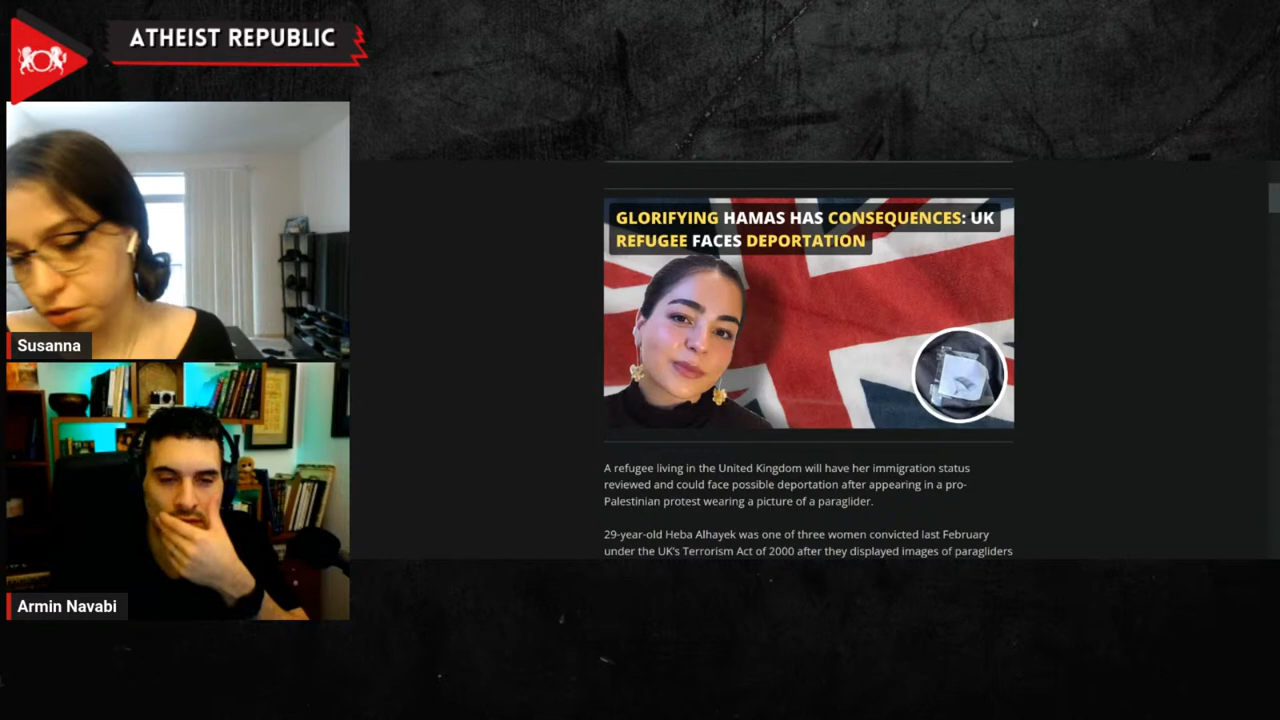 ATHEIST REPUBLIC
Susanna
Armin Navabi
GLORIFYING HAMAS HAS CONSEQUENCES: UK
REFUGEE FACES DEPORTATION
A refugee living in the United Kingdom will have her immigration status
reviewed and could face possible deportation after appearing in a pro-
Palestinian protest wearing a picture of a paraglider.
29-year-old Heba Alhayek was one of three women convicted last February
under the UK's Terrorism Act of 2000 after they displayed images of paragliders